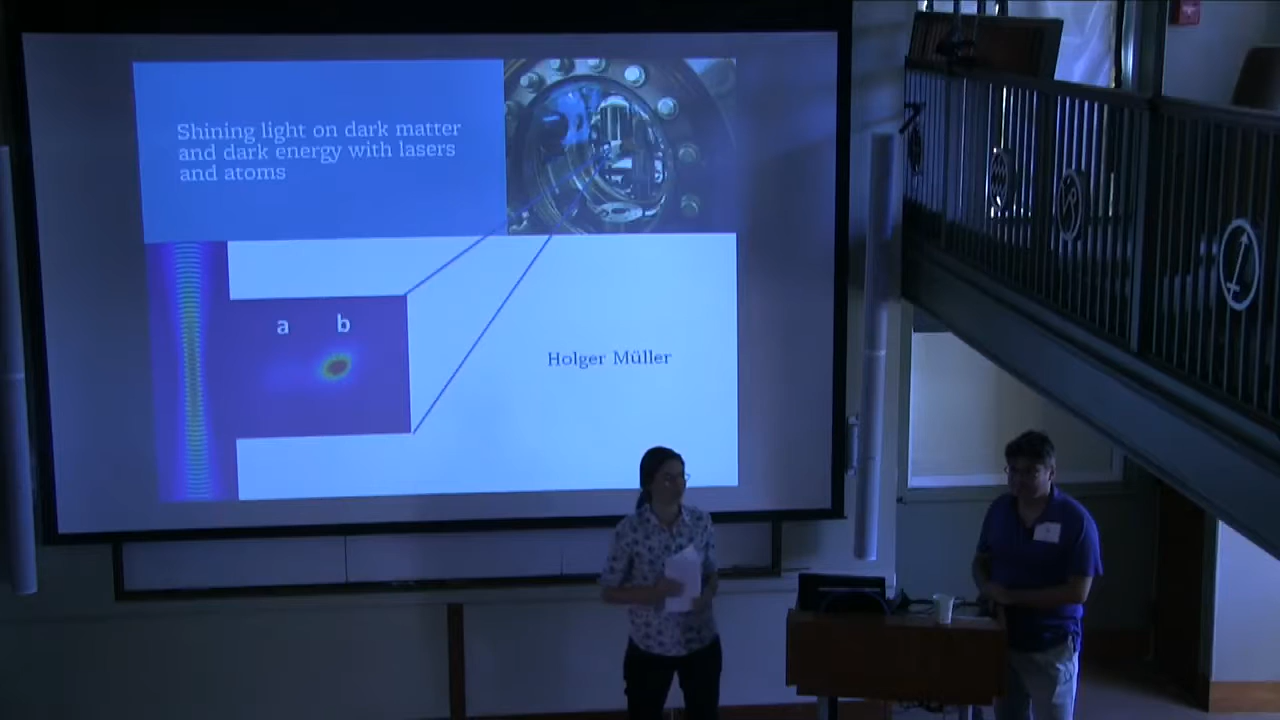 Shining light on dark matter
and dark energy with lasers
and atoms
a b
Holger Müller